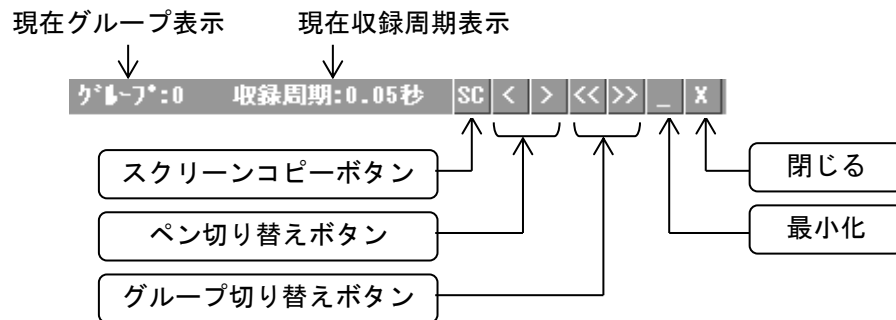 現在グループ表示 現在収録周期表示
グループ:0 収録周期:0.05秒 SC < > << >> _ X
スクリーンコピーボタン
閉じる
ペン切り替えボタン
最小化
グループ切り替えボタン